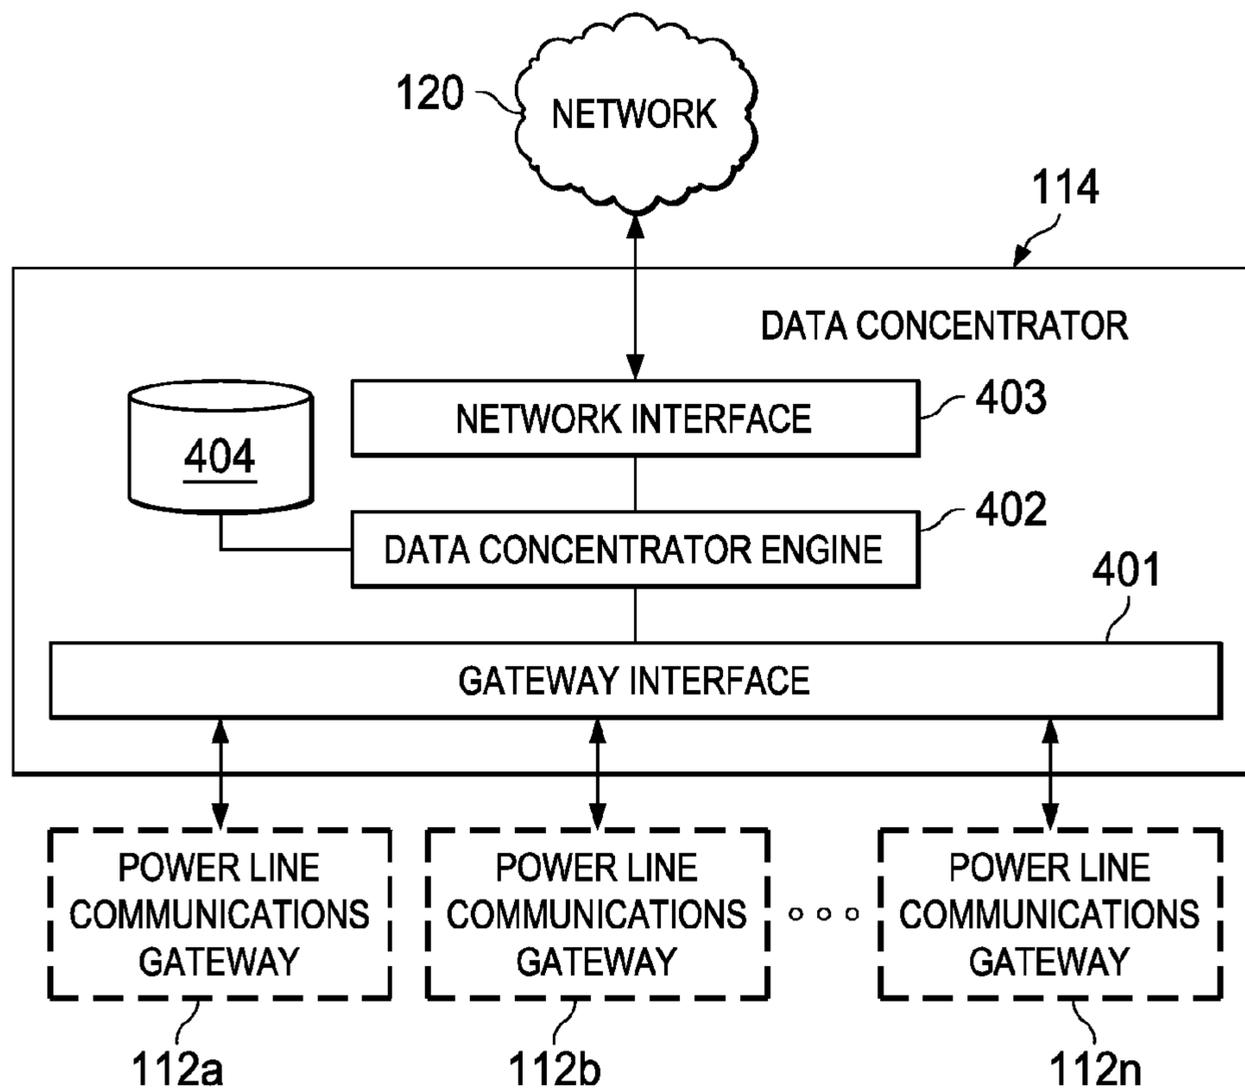 120
NETWORK
114
DATA CONCENTRATOR
403
NETWORK INTERFACE
404
402
DATA CONCENTRATOR ENGINE
401
GATEWAY INTERFACE
POWER LINE
COMMUNICATIONS
GATEWAY
POWER LINE
COMMUNICATIONS
GATEWAY
POWER LINE
COMMUNICATIONS
GATEWAY
112a
112b
112n